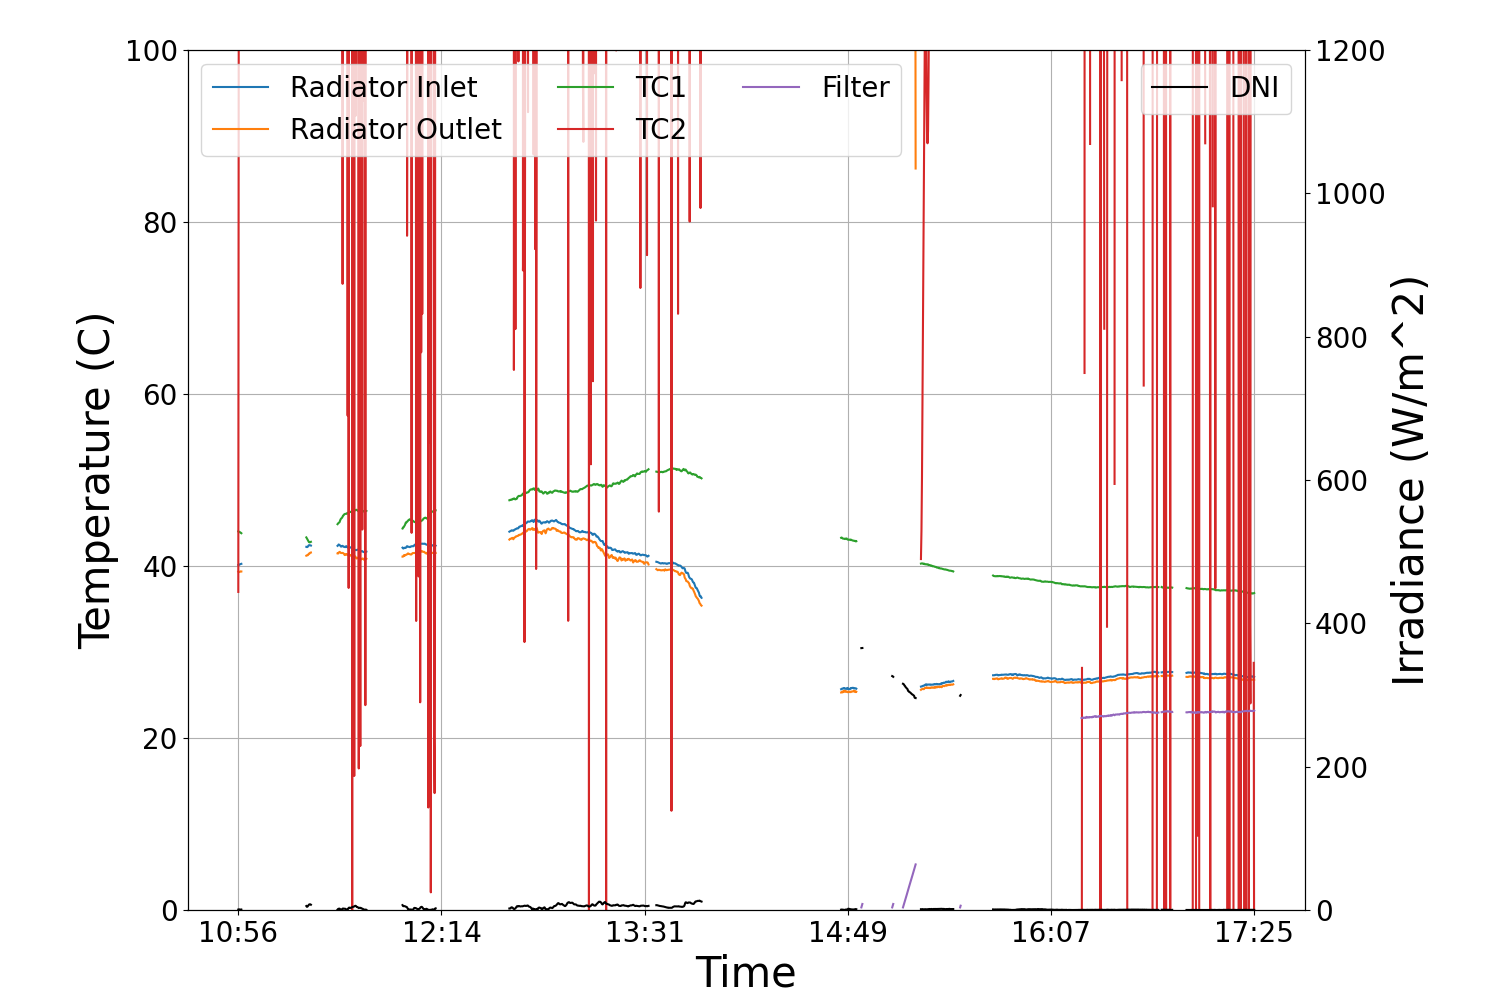 100
80
60
40
20
0
Temperature (C)
Radiator Inlet
Radiator Outlet
TC1
TC2
Filter
DNI
1200
1000
800
600
400
200
0
Irradiance (W/m^2)
10:56
12:14
13:31
14:49
16:07
17:25
Time